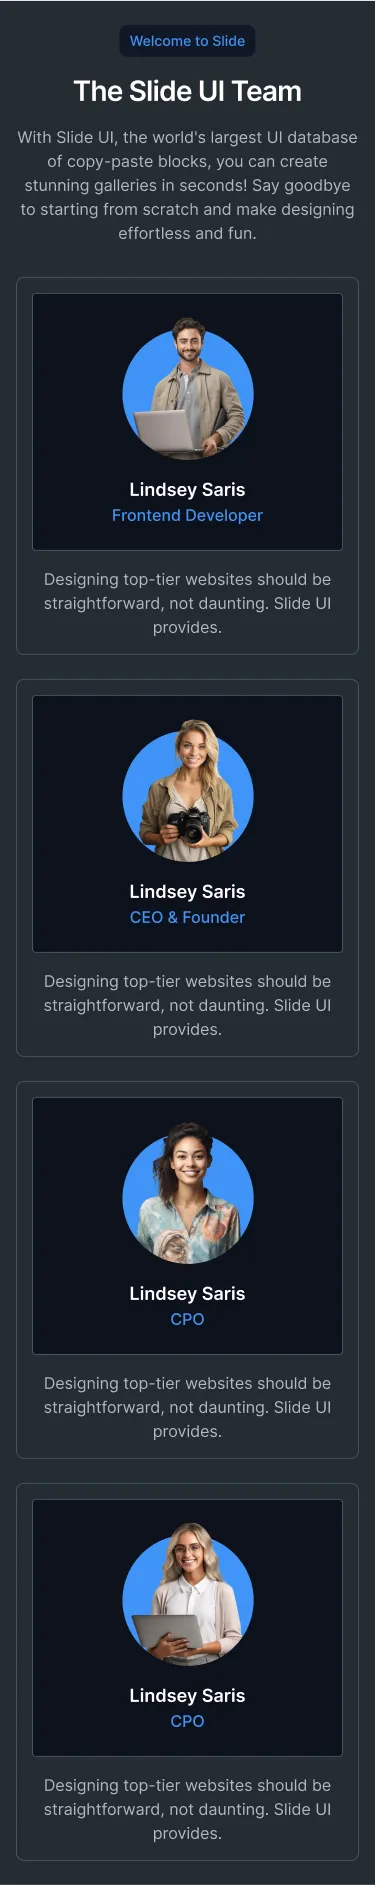 Welcome to Slide
The Slide UI Team
With Slide UI, the world's largest UI database
of copy-paste blocks, you can create
stunning galleries in seconds! Say goodbye
to starting from scratch and make designing
effortless and fun.
Lindsey Saris
Frontend Developer
Designing top-tier websites should be
straightforward, not daunting. Slide UI
provides.
Lindsey Saris
CEO & Founder
Designing top-tier websites should be
straightforward, not daunting. Slide UI
provides.
Lindsey Saris
CPO
Designing top-tier websites should be
straightforward, not daunting. Slide UI
provides.
Lindsey Saris
CPO
Designing top-tier websites should be
straightforward, not daunting. Slide UI
provides.